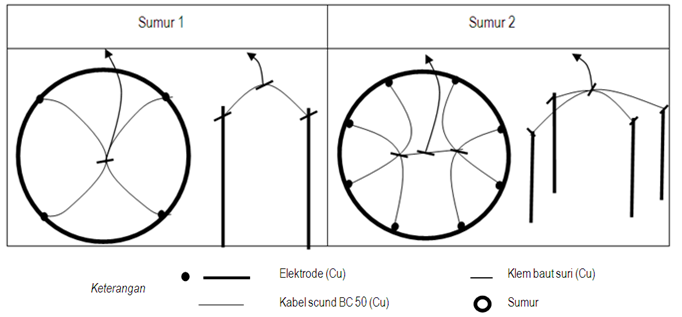 Sumur 1
Sumur 2
Keterangan
Elektrode (Cu)
Klem baut suri (Cu)
Kabel scund BC 50 (Cu)
Sumur